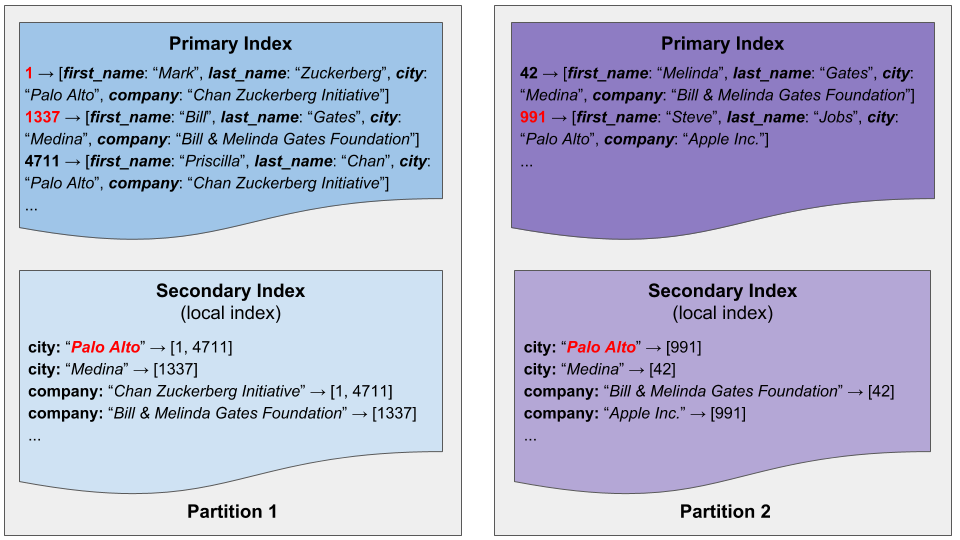 Primary Index
1 → [first_name: “Mark”, last_name: “Zuckerberg”, city:
“Palo Alto”, company: “Chan Zuckerberg Initiative”]
1337 → [first_name: “Bill”, last_name: “Gates”, city:
“Medina”, company: “Bill & Melinda Gates Foundation”]
4711 → [first_name: “Priscilla”, last_name: “Chan”, city:
“Palo Alto”, company: “Chan Zuckerberg Initiative”]
...
Secondary Index
(local index)
city: “Palo Alto” → [1, 4711]
city: “Medina” → [1337]
company: “Chan Zuckerberg Initiative” → [1, 4711]
company: “Bill & Melinda Gates Foundation” → [1337]
...
Partition 1
Primary Index
42 → [first_name: “Melinda”, last_name: “Gates”, city:
“Medina”, company: “Bill & Melinda Gates Foundation”]
991 → [first_name: “Steve”, last_name: “Jobs”, city:
“Palo Alto”, company: “Apple Inc.”]
...
Secondary Index
(local index)
city: “Palo Alto” → [991]
city: “Medina” → [42]
company: “Bill & Melinda Gates Foundation” → [42]
company: “Apple Inc.” → [991]
...
Partition 2